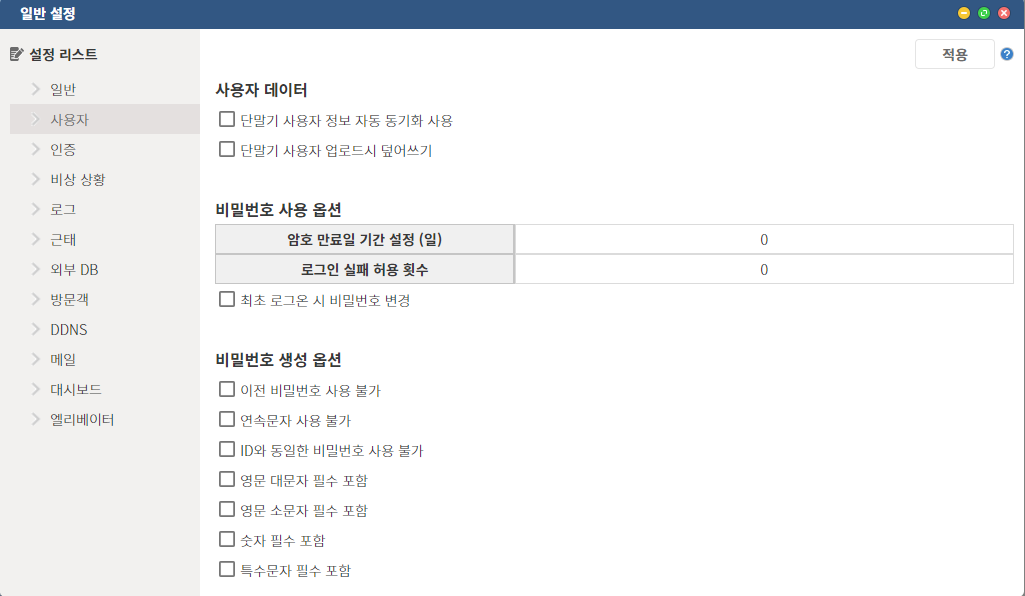 일반 설정
설정 리스트
일반
사용자
인증
비상 상황
로그
근태
외부 DB
방문객
DDNS
메일
대시보드
엘리베이터
적용
사용자 데이터
단말기 사용자 정보 자동 동기화 사용
단말기 사용자 업로드시 덮어쓰기
비밀번호 사용 옵션
암호 만료일 기간 설정 (일) 0
로그인 실패 허용 횟수 0
최초 로그온 시 비밀번호 변경
비밀번호 생성 옵션
이전 비밀번호 사용 불가
연속문자 사용 불가
ID와 동일한 비밀번호 사용 불가
영문 대문자 필수 포함
영문 소문자 필수 포함
숫자 필수 포함
특수문자 필수 포함